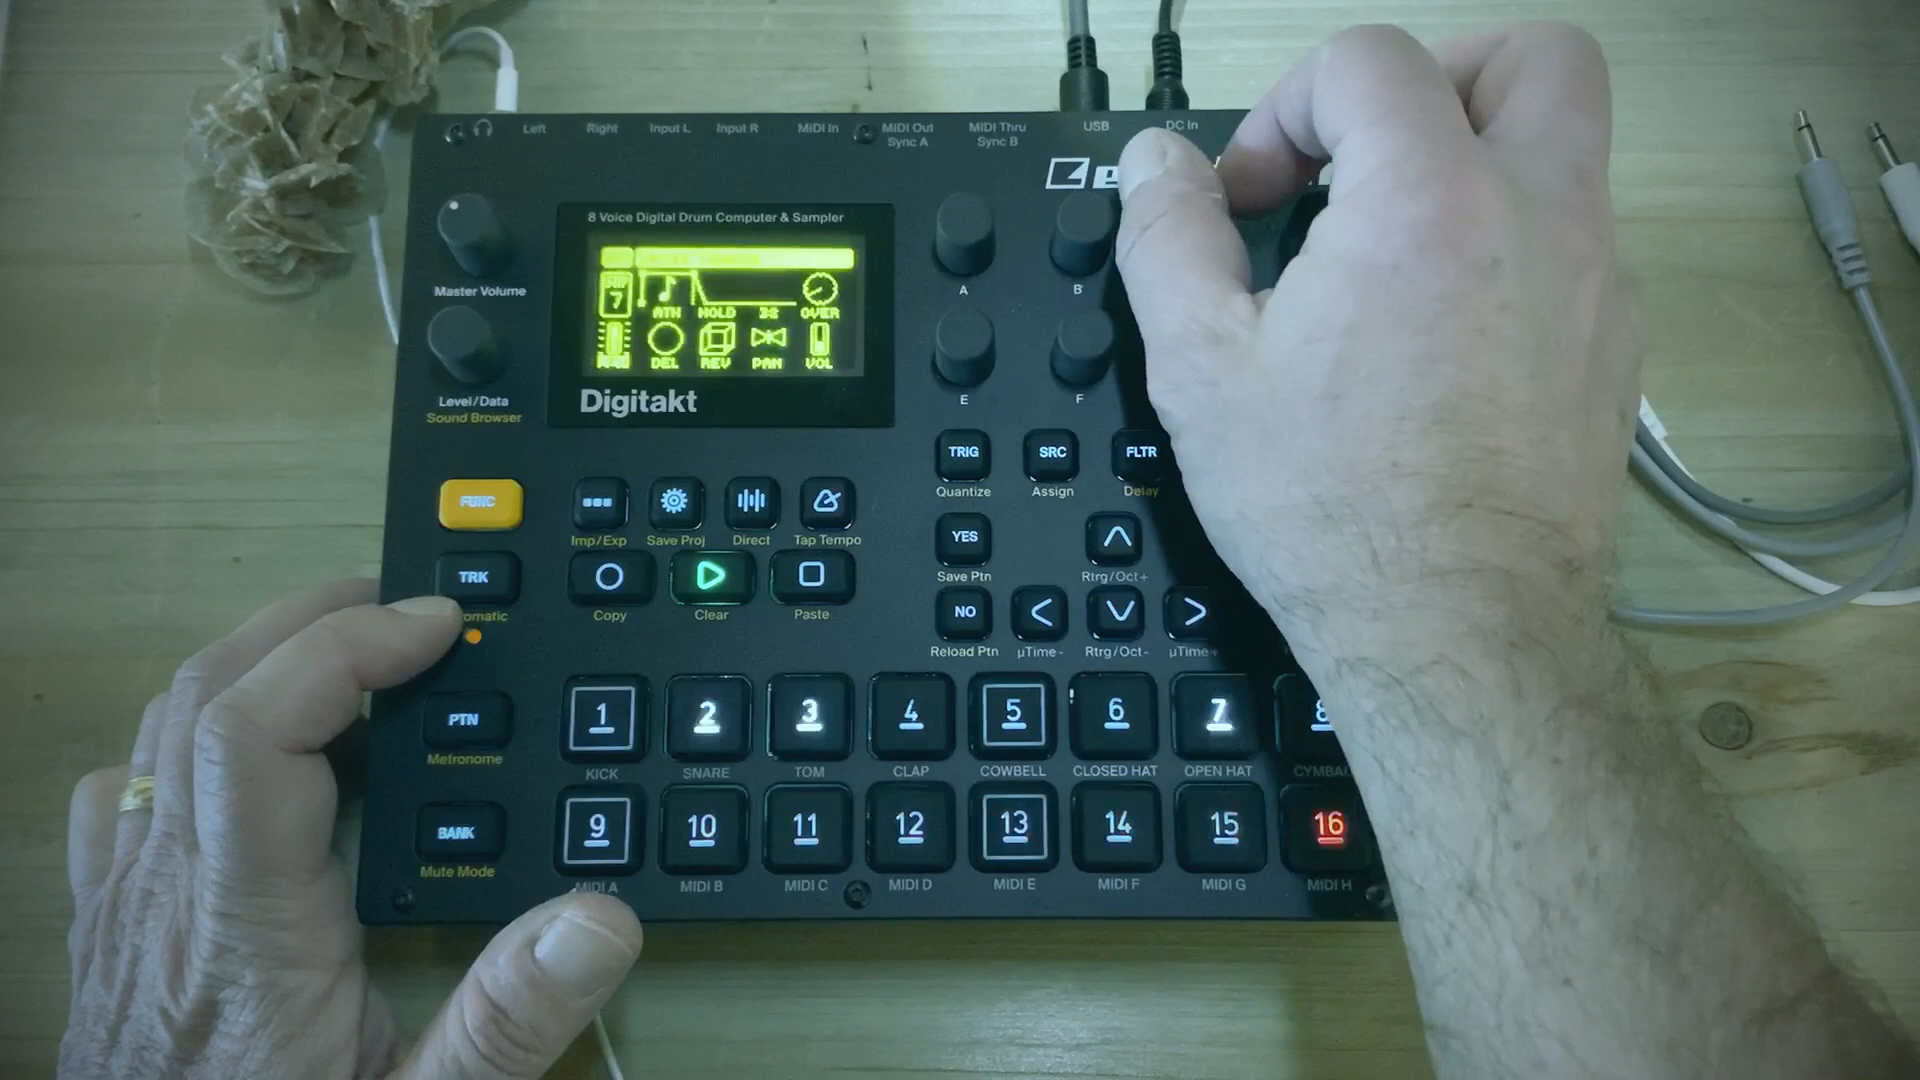 Left Right Input L Input R MIDI In MIDI Out MIDI Thru USB DC In
Sync A Sync B
8 Voice Digital Drum Computer & Sampler
7
ATK HOLD OVER
DEL REV PAN VOL
Digitakt
Master Volume
Level/Data
Sound Browser
A B
E F
TRIG SRC FLTR
Quantize Assign Delay
FUNC
Imp/Exp Save Proj Direct Tap Tempo
YES
Save Ptn Rtrg/Oct+
TRK
Copy Clear Paste
NO
Reload Ptn μTime- Rtrg/Oct-
PTN
Metronome
1 2 3 4 5 6 7 8
KICK SNARE TOM CLAP COWBELL CLOSED HAT OPEN HAT
BANK
Mute Mode
9 10 11 12 13 14 15 16
MIDI A MIDI B MIDI C MIDI D MIDI E MIDI F MIDI G MIDI H